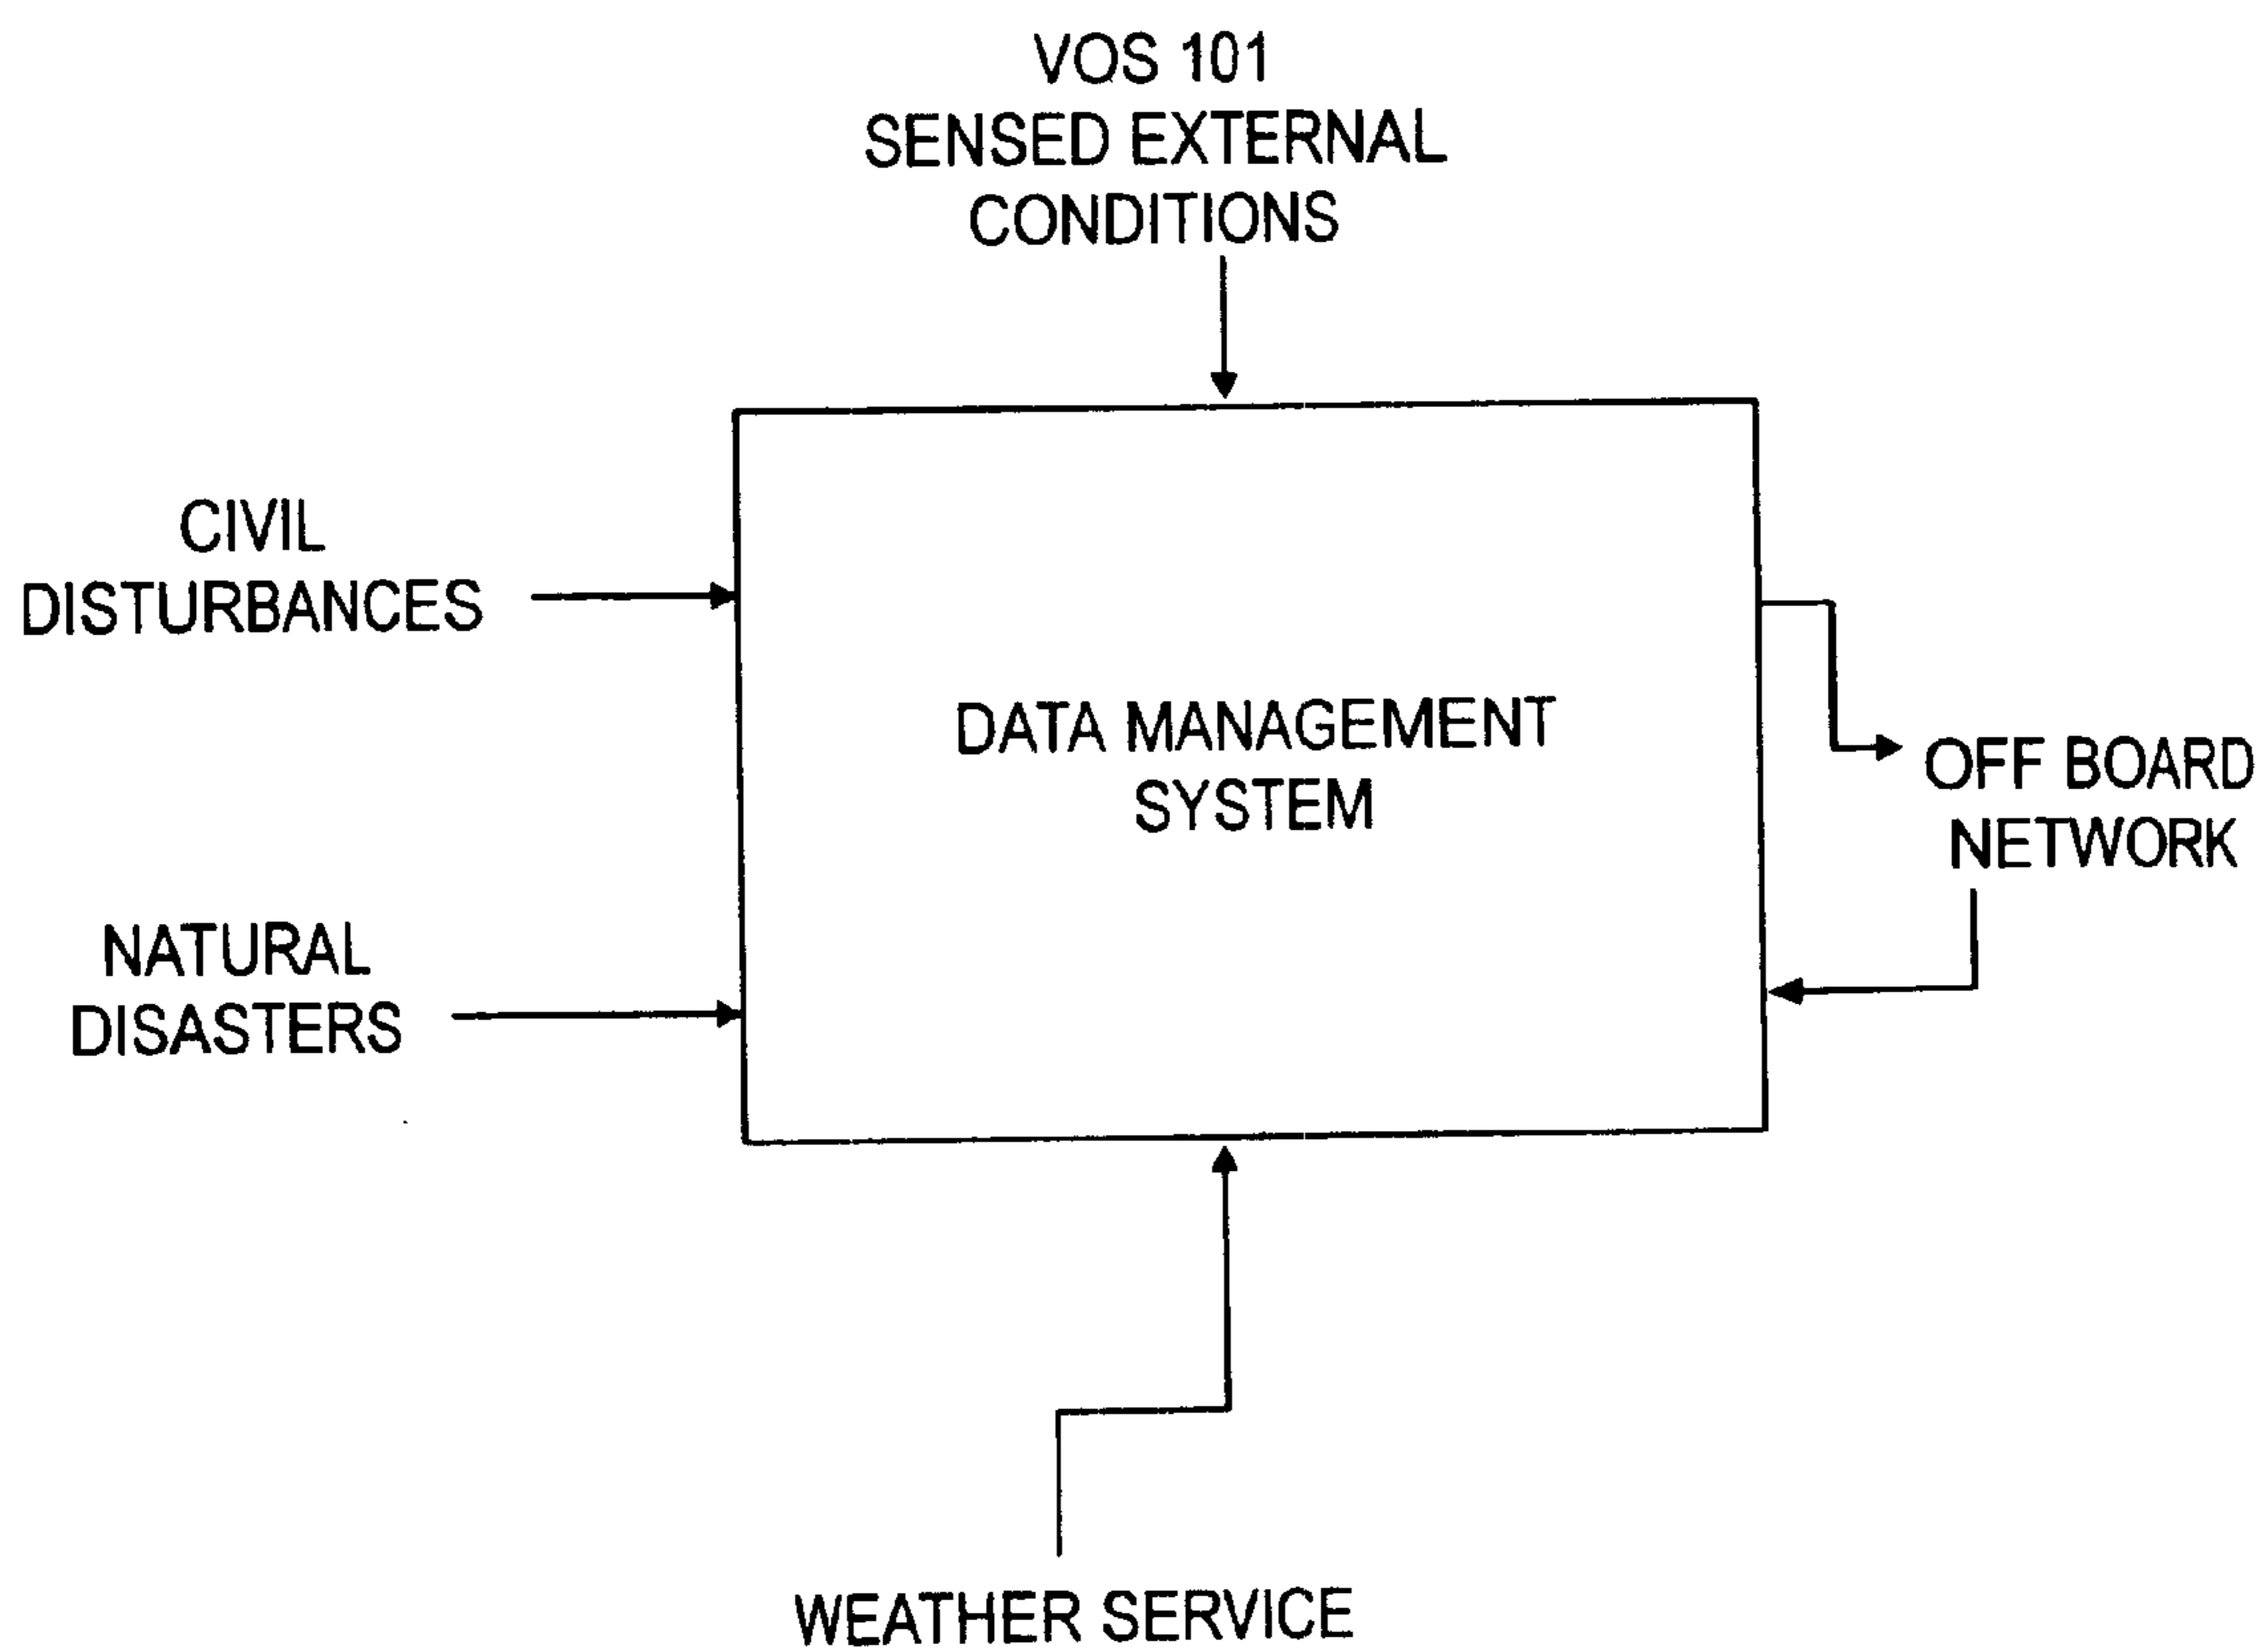 VOS 101
SENSED EXTERNAL
CONDITIONS
CIVIL
DISTURBANCES
DATA MANAGEMENT
SYSTEM
OFF BOARD
NETWORK
NATURAL
DISASTERS
WEATHER SERVICE